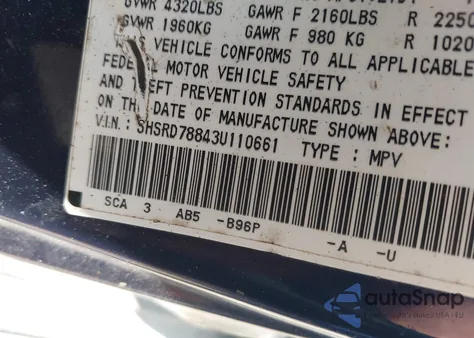 GVWR 4320LBS GAWR F 2160LBS R 2250
GVWR 1960KG GAWR F 980 KG R 1020
VEHICLE CONFORMS TO ALL APPLICABLE
FEDERAL MOTOR VEHICLE SAFETY
AND THEFT PREVENTION STANDARDS IN EFFECT
ON THE DATE OF MANUFACTURE SHOWN ABOVE.
V.I.N.: SHSRD78843U110661 TYPE : MPV
SCA 3 AB5 -B96P -A -U
autoSnap